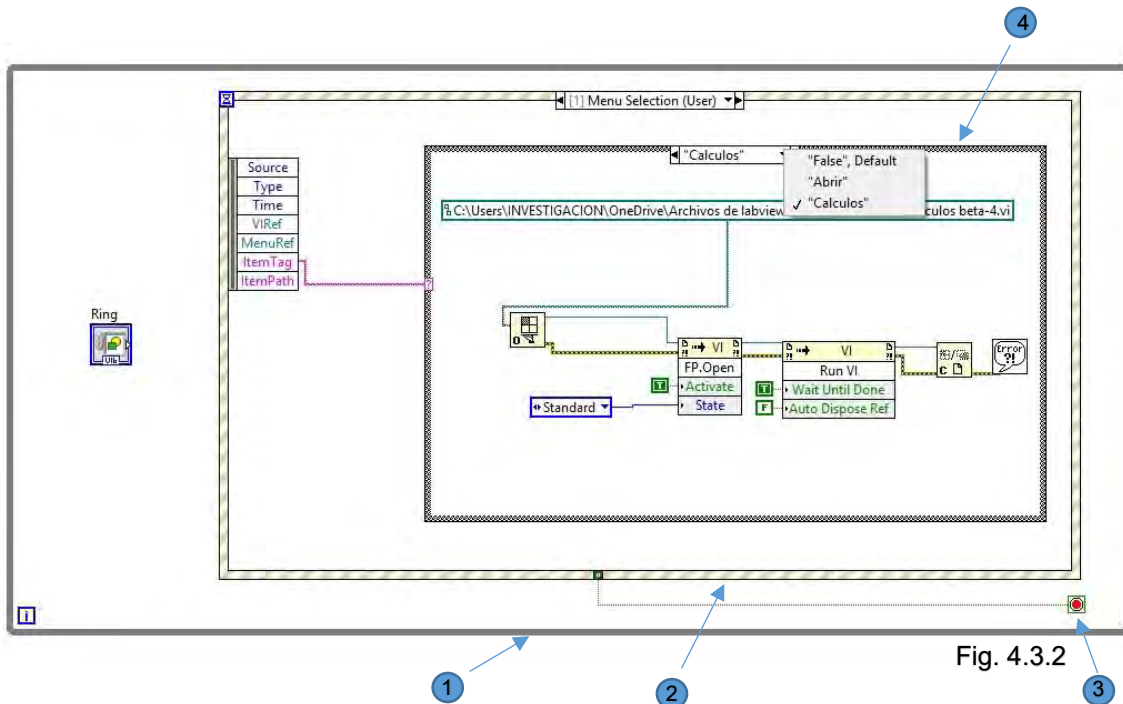 4
[1] Menu Selection (User)
"Calculos"
"False", Default
"Abrir"
"Calculos"
Source
Type
Time
VIRef
MenuRef
ItemTag
ItemPath
C:\Users\INVESTIGACION\OneDrive\Archivos de labview culos beta-4.vi
?
Ring
O
VI
FP.Open
Activate
State
T
Standard
VI
Run VI
Wait Until Done
Auto Dispose Ref
T
F
C
Error
?!
i
Fig. 4.3.2
1
2
3